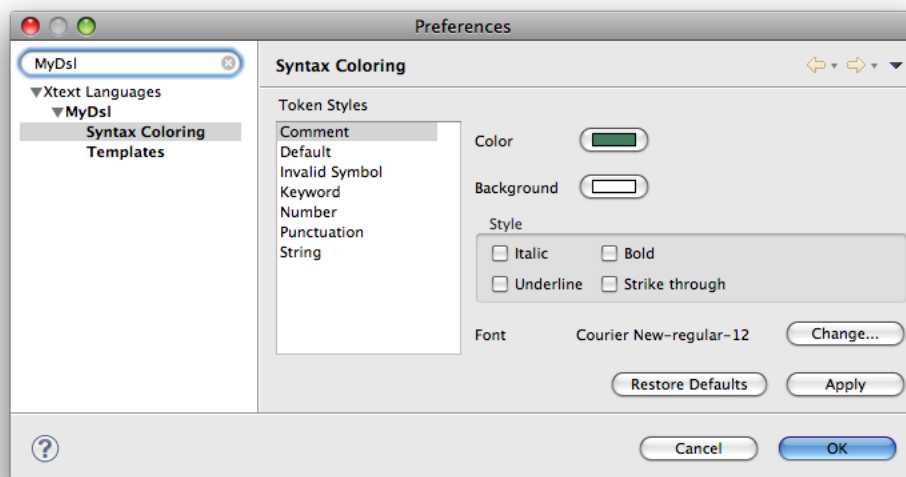 Preferences
MyDsl
Xtext Languages
MyDsl
Syntax Coloring
Templates
Syntax Coloring
Token Styles
Comment
Default
Invalid Symbol
Keyword
Number
Punctuation
String
Color
Background
Style
Italic Bold
Underline Strike through
Font Courier New-regular-12 Change...
Restore Defaults Apply
? Cancel OK